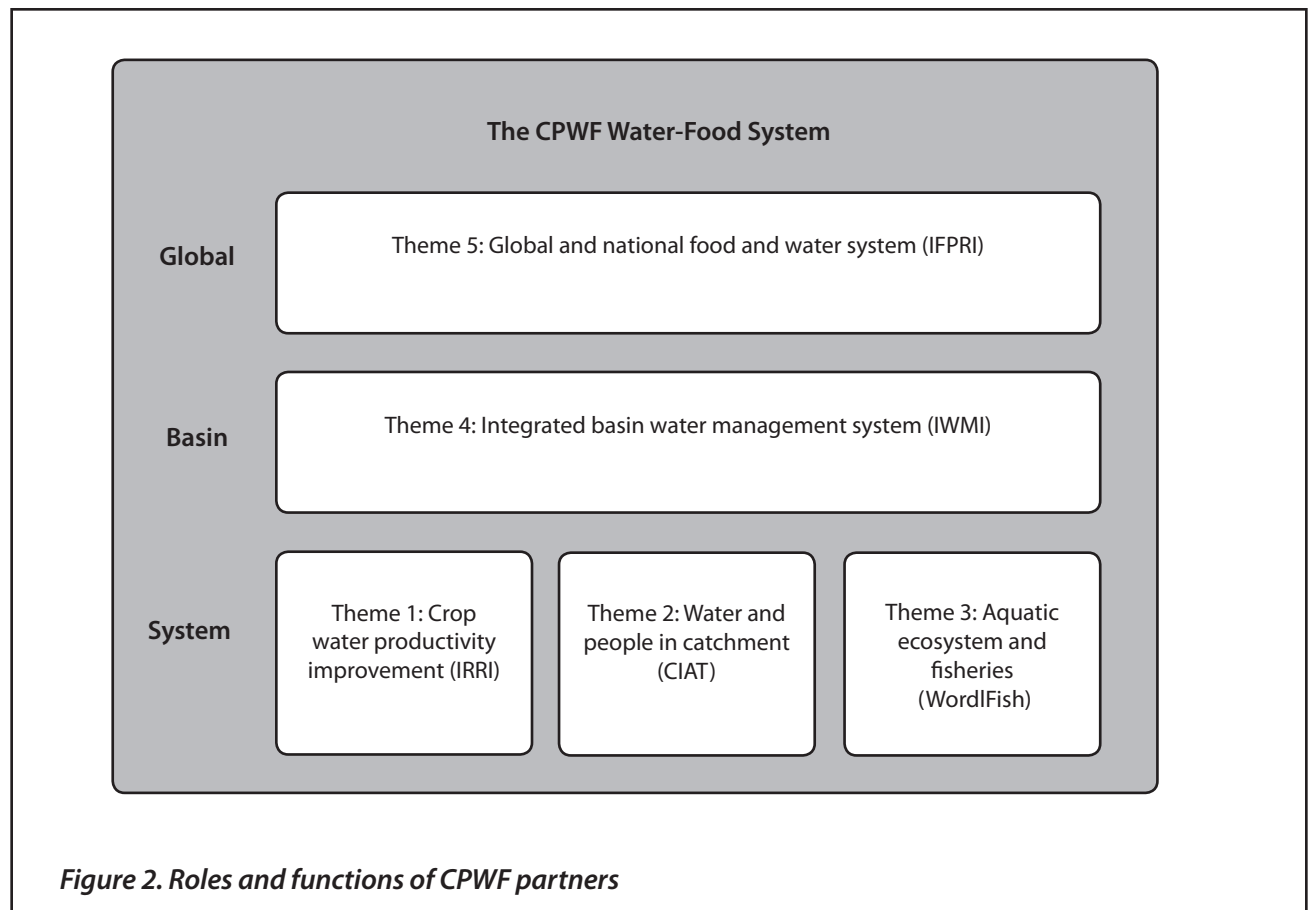 The CPWF Water-Food System
Global
Theme 5: Global and national food and water system (IFPRI)
Basin
Theme 4: Integrated basin water management system (IWMI)
System
Theme 1: Crop
water productivity
improvement (IRRI)
Theme 2: Water and
people in catchment
(CIAT)
Theme 3: Aquatic
ecosystem and
fisheries
(WordlFish)
Figure 2. Roles and functions of CPWF partners